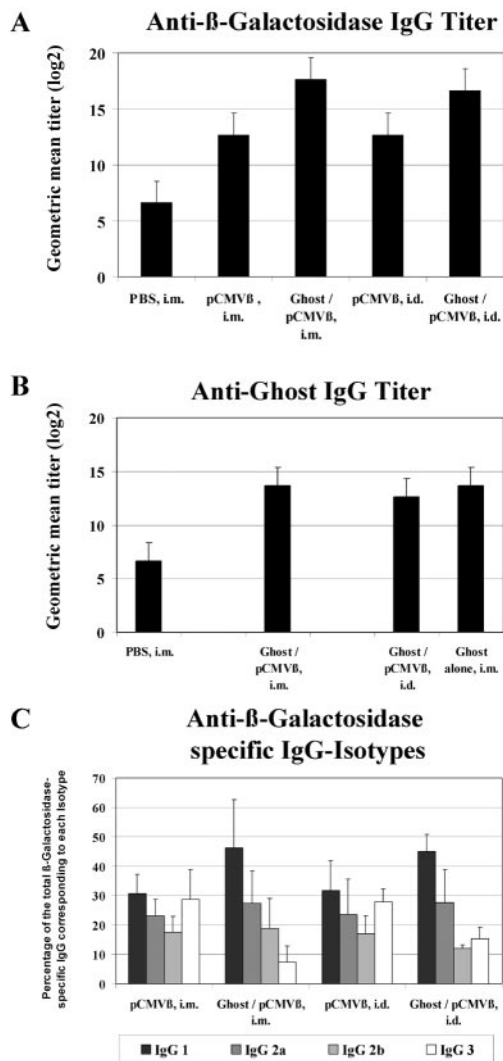 A
Anti-ß-Galactosidase IgG Titer
Geometric mean titer (log2)
20
15
10
5
0
PBS, i.m.
pCMVß , i.m.
Ghost / pCMVß, i.m.
pCMVß, i.d.
Ghost / pCMVß, i.d.
B
Anti-Ghost IgG Titer
Geometric mean titer (log2)
20
15
10
5
0
PBS, i.m.
Ghost / pCMVß, i.m.
Ghost / pCMVß, i.d.
Ghost alone, i.m.
C
Anti-ß-Galactosidase
specific IgG-Isotypes
Percentage of the total ß-Galactosidase-
specific IgG corresponding to each Isotype
70
60
50
40
30
20
10
0
pCMVß, i.m.
Ghost / pCMVß, i.m.
pCMVß, i.d.
Ghost / pCMVß, i.d.
IgG 1
IgG 2a
IgG 2b
IgG 3